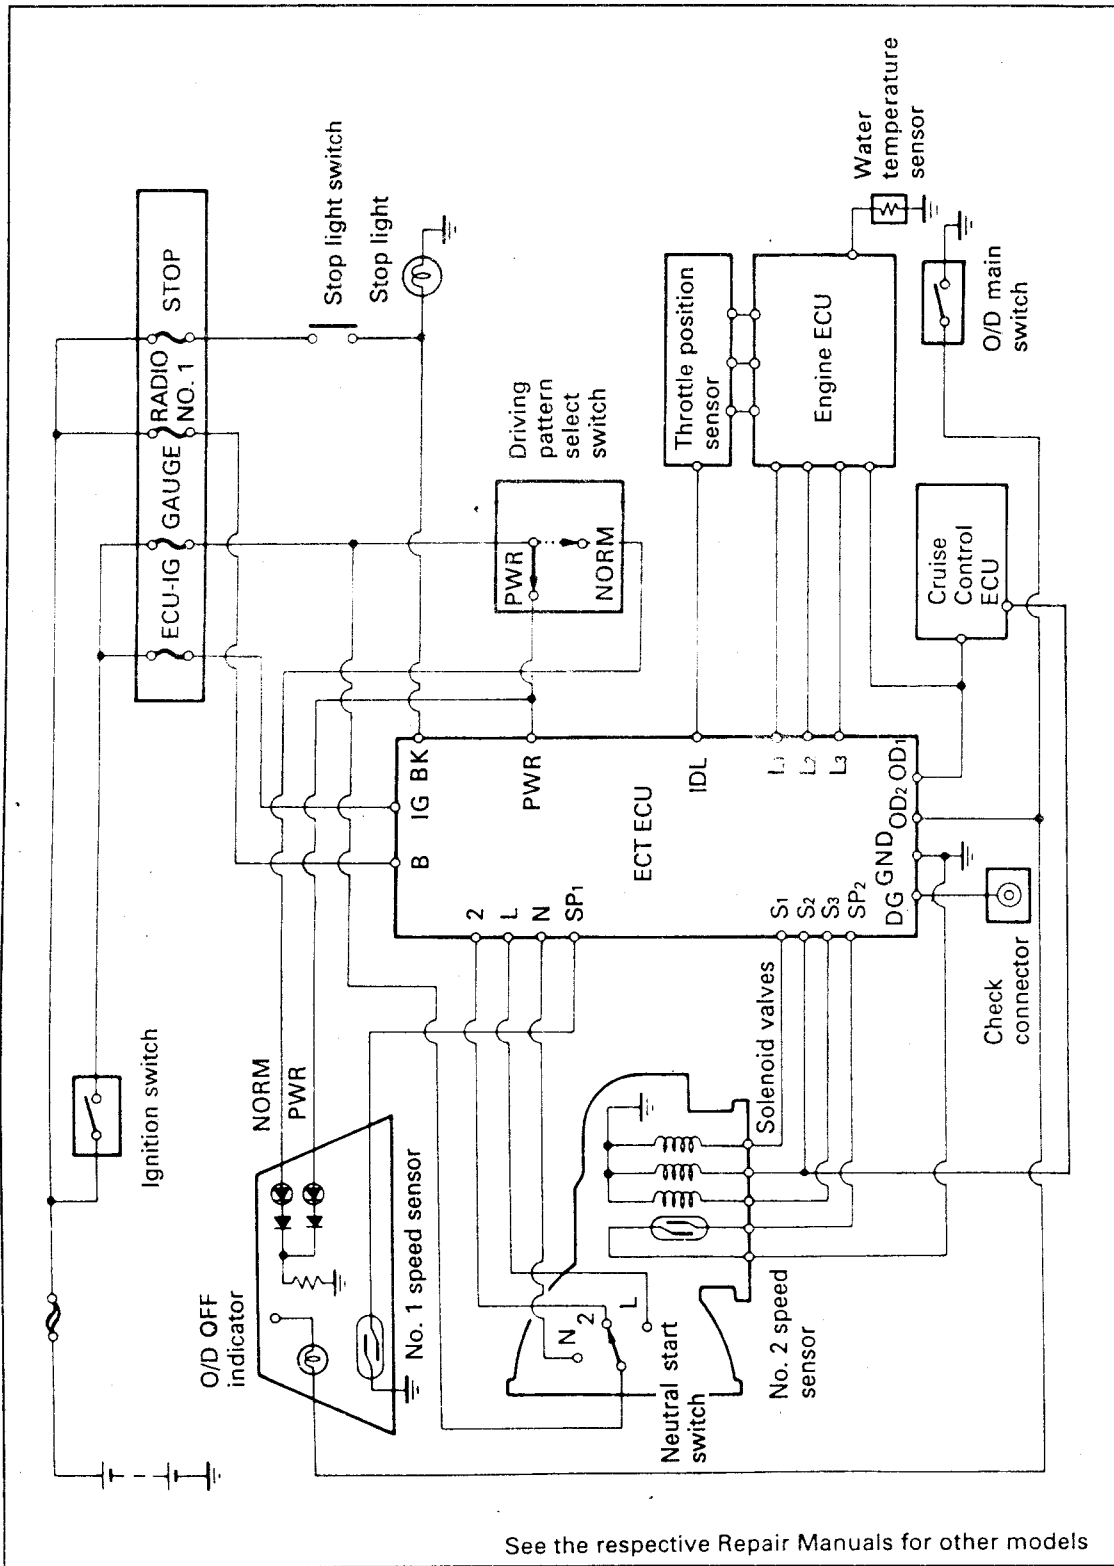 STOP
RADIO
NO. 1
GAUGE
ECU-IG
Stop light switch
Stop light
Ignition switch
Driving
pattern
select
switch
PWR
NORM
Throttle position
sensor
Engine ECU
Water
temperature
sensor
O/D main
switch
Cruise
Control
ECU
NORM
PWR
O/D OFF
indicator
No. 1 speed sensor
B
IG
BK
PWR
IDL
L1
L2
L3
ECT ECU
2
L
N
SP1
S1
S2
S3
SP2
DG
GND
OD2
OD1
Check
connector
Solenoid valves
N
2
L
Neutral start
switch
No. 2 speed
sensor
See the respective Repair Manuals for other models